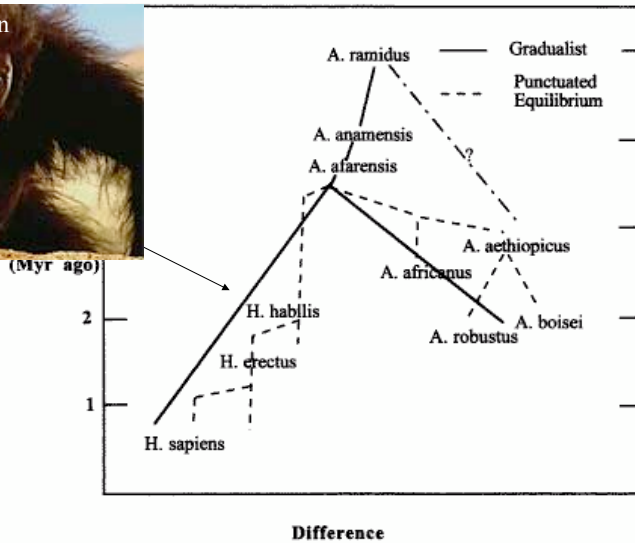 A. ramidus
Gradualist
Punctuated
Equilibrium
A. anamensis
?
A. afarensis
A. aethiopicus
(Myr ago)
A. africanus
H. habilis
2
A. boisei
A. robustus
H. erectus
1
H. sapiens
Difference